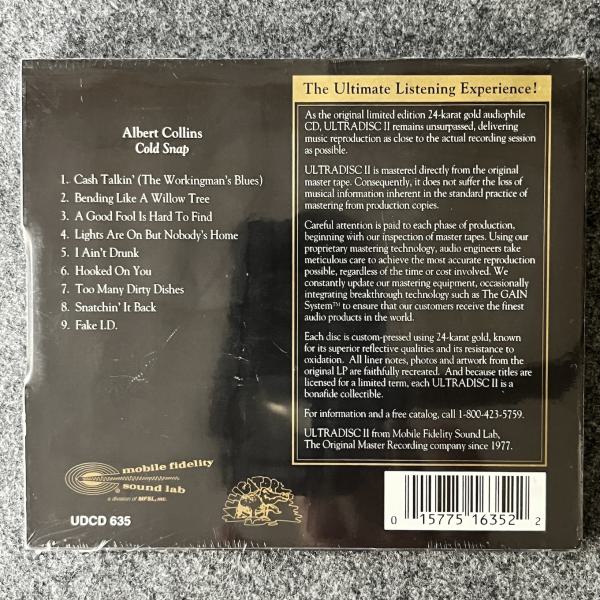 Albert Collins
Cold Snap
1. Cash Talkin' (The Workingman's Blues)
2. Bending Like A Willow Tree
3. A Good Fool Is Hard To Find
4. Lights Are On But Nobody's Home
5. I Ain't Drunk
6. Hooked On You
7. Too Many Dirty Dishes
8. Snatchin' It Back
9. Fake I.D.
The Ultimate Listening Experience!
As the original limited edition 24-karat gold audiophile
CD, ULTRADISC II remains unsurpassed, delivering
music reproduction as close to the actual recording session
as possible.
ULTRADISC II is mastered directly from the original
master tape. Consequently, it does not suffer the loss of
musical information inherent in the standard practice of
mastering from production copies.
Careful attention is paid to each phase of production,
beginning with our inspection of master tapes. Using our
proprietary mastering technology, audio engineers take
meticulous care to achieve the most accurate reproduction
possible, regardless of the time or cost involved. We
constantly update our mastering equipment, occasionally
integrating breakthrough technology such as The GAIN
System™ to ensure that our customers receive the finest
audio products in the world.
Each disc is custom-pressed using 24-karat gold, known
for its superior reflective qualities and its resistance to
oxidation. All liner notes, photos and artwork from the
original LP are faithfully recreated. And because titles are
licensed for a limited term, each ULTRADISC II is a
bonafide collectible.
For information and a free catalog, call 1-800-423-5759.
ULTRADISC II from Mobile Fidelity Sound Lab,
The Original Master Recording company since 1977.
mobile fidelity
sound lab
a division of MFSL, INC.
UDCD 635
ALLIGATOR
0 15775 16352 2